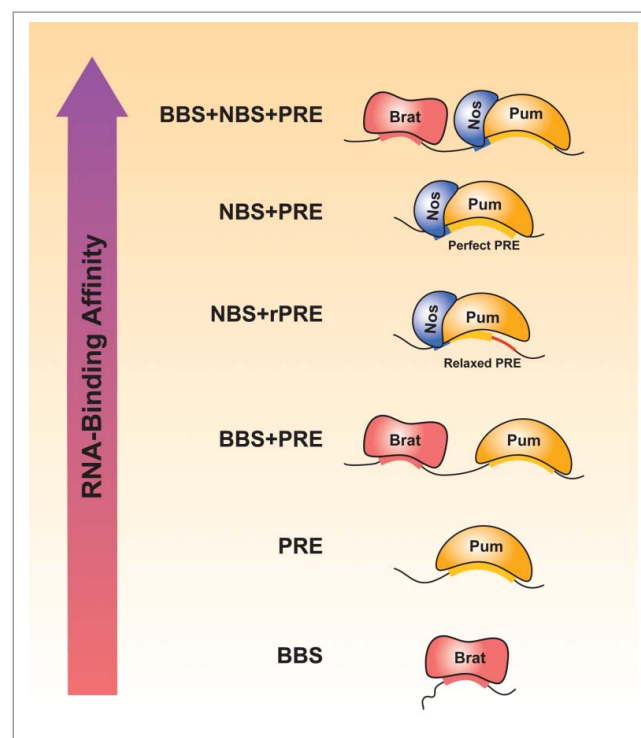 RNA-Binding Affinity
BBS+NBS+PRE
Brat
Nos
Pum
NBS+PRE
Nos
Pum
Perfect PRE
NBS+rPRE
Nos
Pum
Relaxed PRE
BBS+PRE
Brat
Pum
PRE
Pum
BBS
Brat